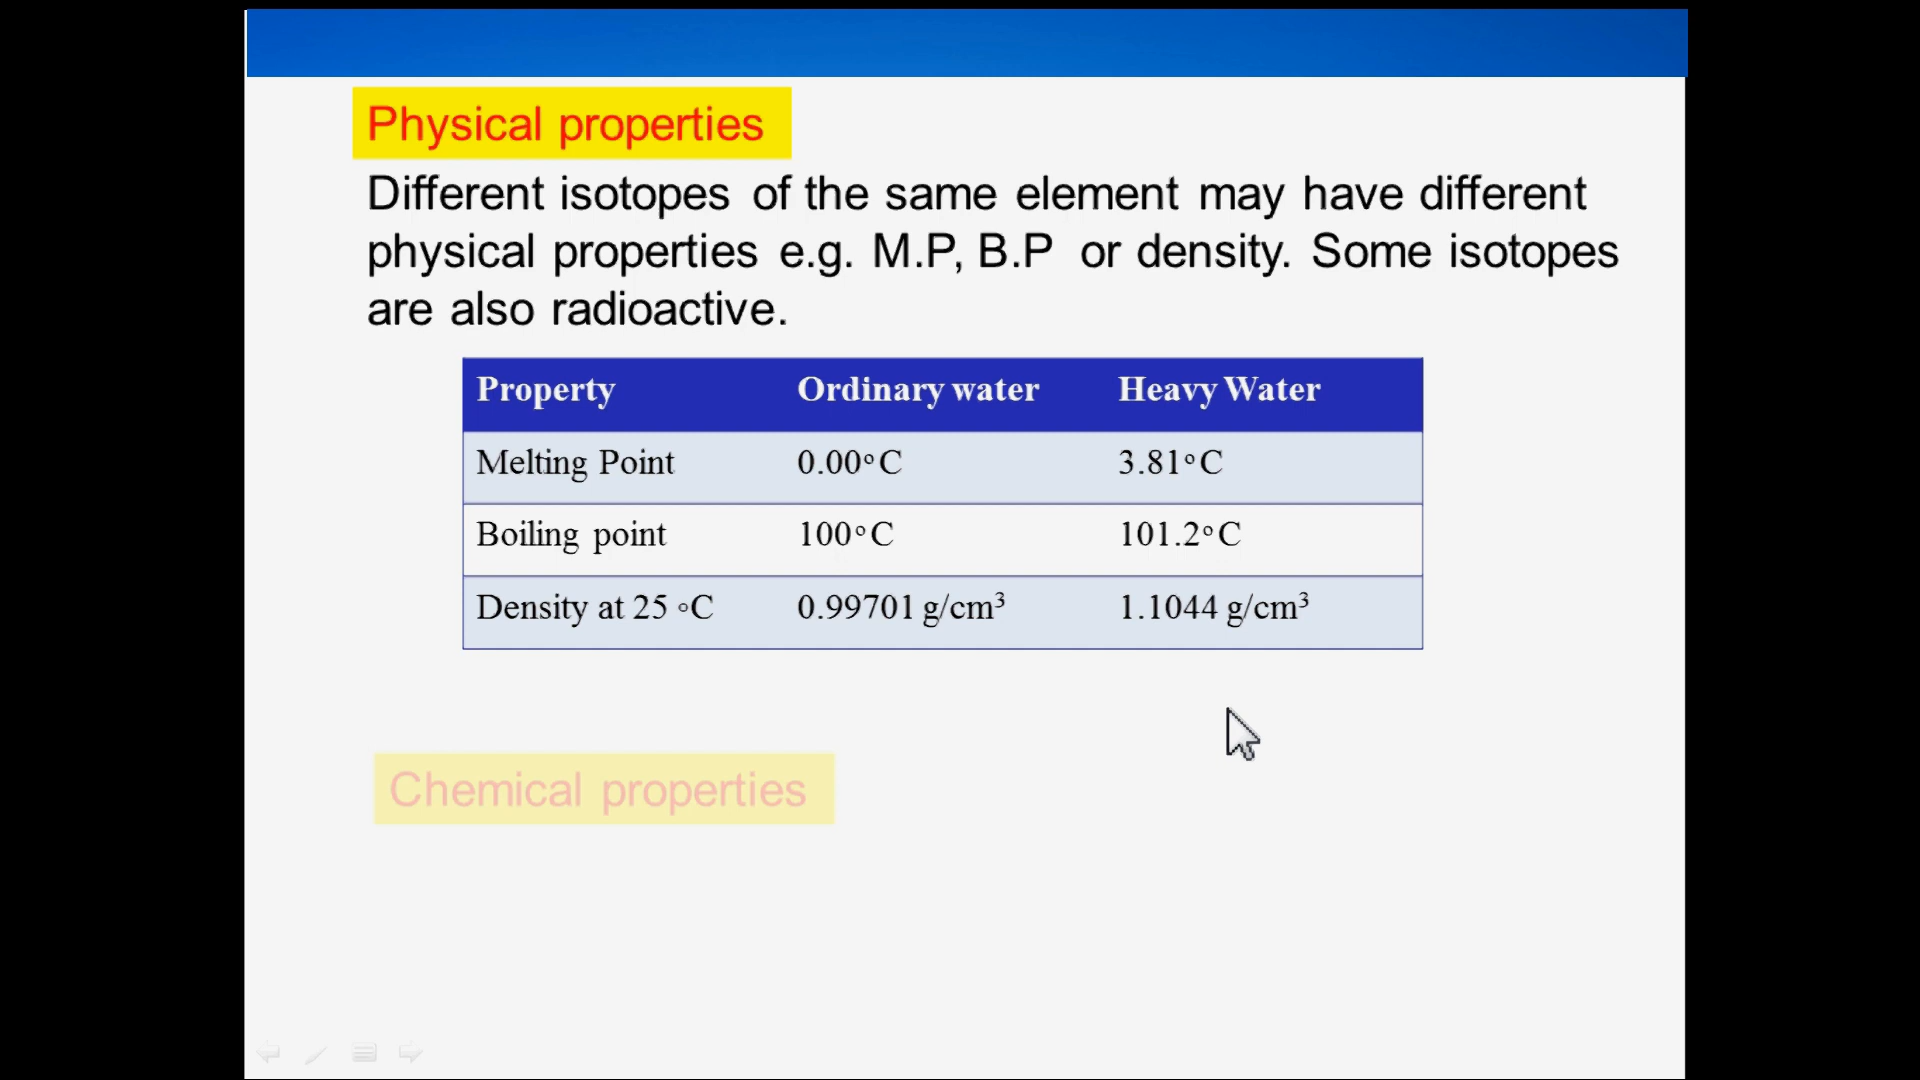 Physical properties
Different isotopes of the same element may have different
physical properties e.g. M.P, B.P or density. Some isotopes
are also radioactive.
Property Ordinary water Heavy Water
Melting Point 0.00°C 3.81°C
Boiling point 100°C 101.2°C
Density at 25 °C 0.99701 g/cm³ 1.1044 g/cm³
Chemical properties